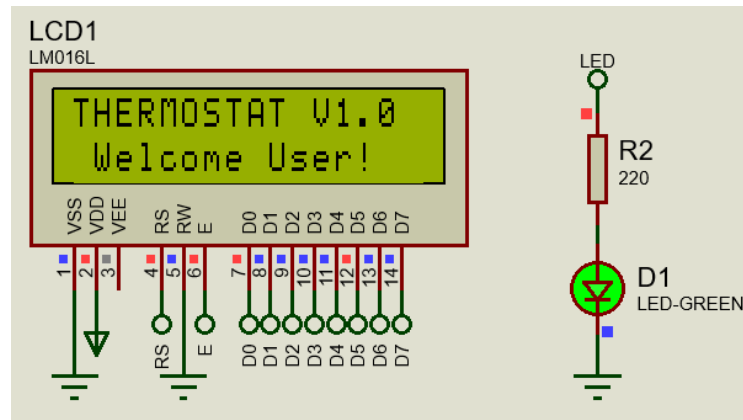 LCD1
LM016L
THERMOSTAT V1.0
Welcome User!
VSS VDD VEE RS RW E D0 D1 D2 D3 D4 D5 D6 D7
1 2 3 4 5 6 7 8 9 10 11 12 13 14
RS E D0 D1 D2 D3 D4 D5 D6 D7
LED
R2
220
D1
LED-GREEN